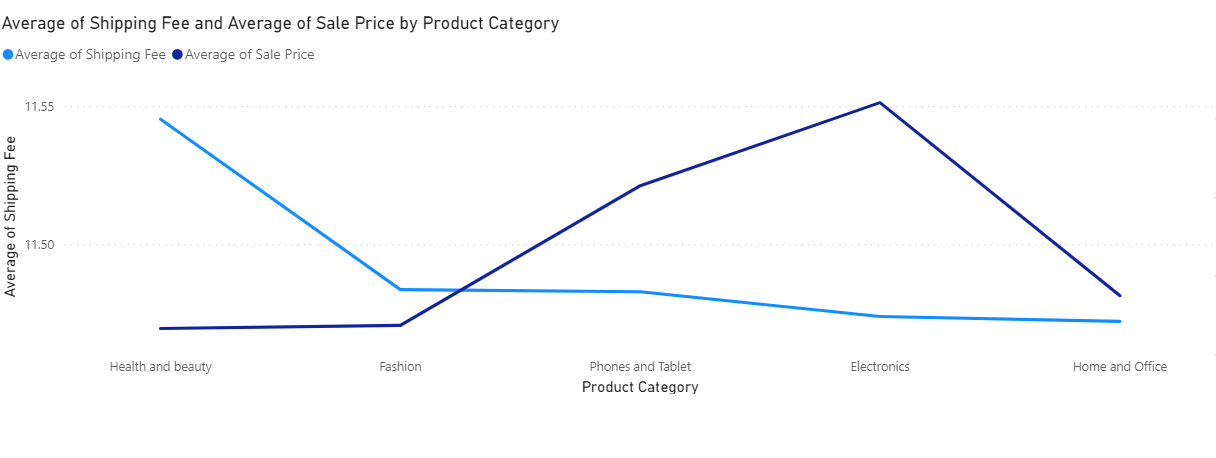 Average of Shipping Fee and Average of Sale Price by Product Category
Average of Shipping Fee Average of Sale Price
11.55
11.50
Average of Shipping Fee
Health and beauty Fashion Phones and Tablet Electronics Home and Office
Product Category